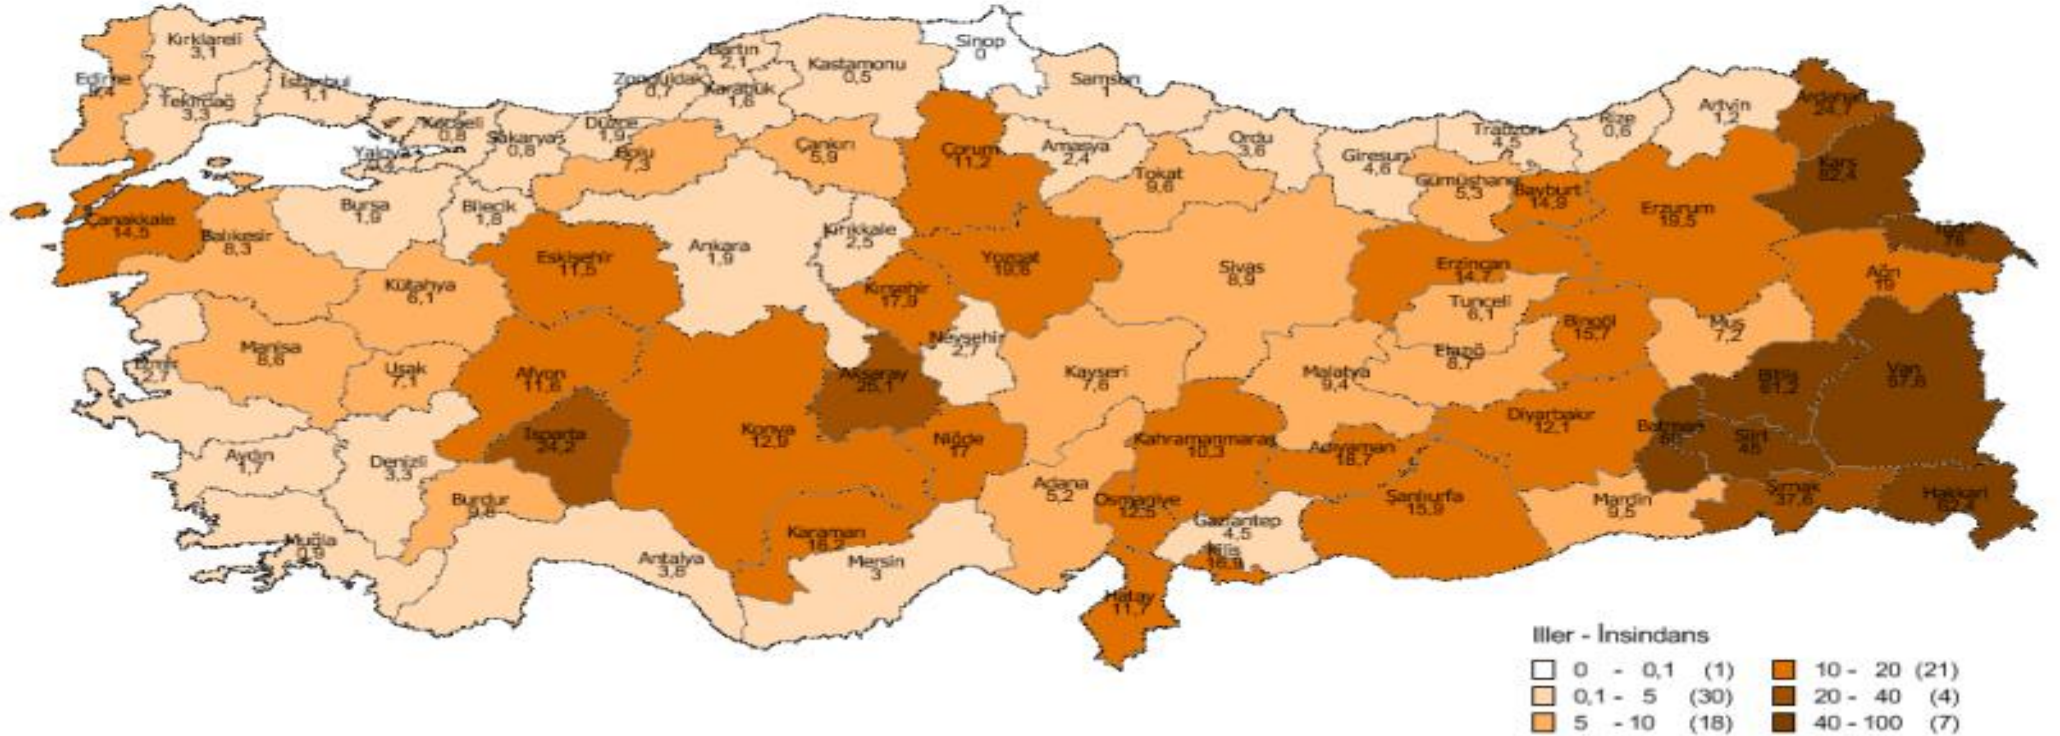 Kırklareli
3,1
Edirne
Tekirdağ
3,3
İstanbul
1,1
Kocaeli
0,8
Yalova
Sakarya
0,8
Düzce
1,9
Bolu
7,3
Zonguldak
0,7
Bartın
2,1
Karabük
1,6
Kastamonu
0,5
Sinop
0
Samsun
1
Çankırı
5,9
Çorum
11,2
Amasya
2,4
Tokat
9,6
Ordu
3,6
Giresun
4,6
Trabzon
4,5
Rize
0,6
Artvin
1,2
Ardahan
24,7
Kars
Gümüşhane
5,3
Bayburt
14,9
Erzurum
19,5
Ağrı
19
Çanakkale
14,5
Balıkesir
8,3
Bursa
1,9
Bilecik
1,8
Kütahya
6,1
Eskişehir
11,5
Ankara
1,9
Kırıkkale
2,5
Kırşehir
17,9
Yozgat
19,6
Sivas
8,9
Erzincan
14,7
Tunceli
6,1
Bingöl
15,7
Muş
7,2
Manisa
8,6
Uşak
7,1
Afyon
11,6
Isparta
24,2
Konya
12,9
Aksaray
25,1
Nevşehir
2,7
Niğde
17
Kayseri
7,6
Malatya
9,4
Elazığ
8,7
Diyarbakır
12,1
Batman
Siirt
45
Bitlis
Van
Hakkari
Şırnak
37,6
Mardin
9,5
Şanlıurfa
15,9
Adıyaman
Kahramanmaraş
10,3
Osmaniye
12,5
Gaziantep
4,5
Kilis
Hatay
11,7
Adana
5,2
Mersin
3
Karaman
Antalya
3,8
Burdur
Denizli
3,3
Aydın
1,7
Muğla
0,9
İzmir
2,7
Iller - İnsindans
0 - 0,1 (1)
0,1 - 5 (30)
5 - 10 (18)
10 - 20 (21)
20 - 40 (4)
40 - 100 (7)